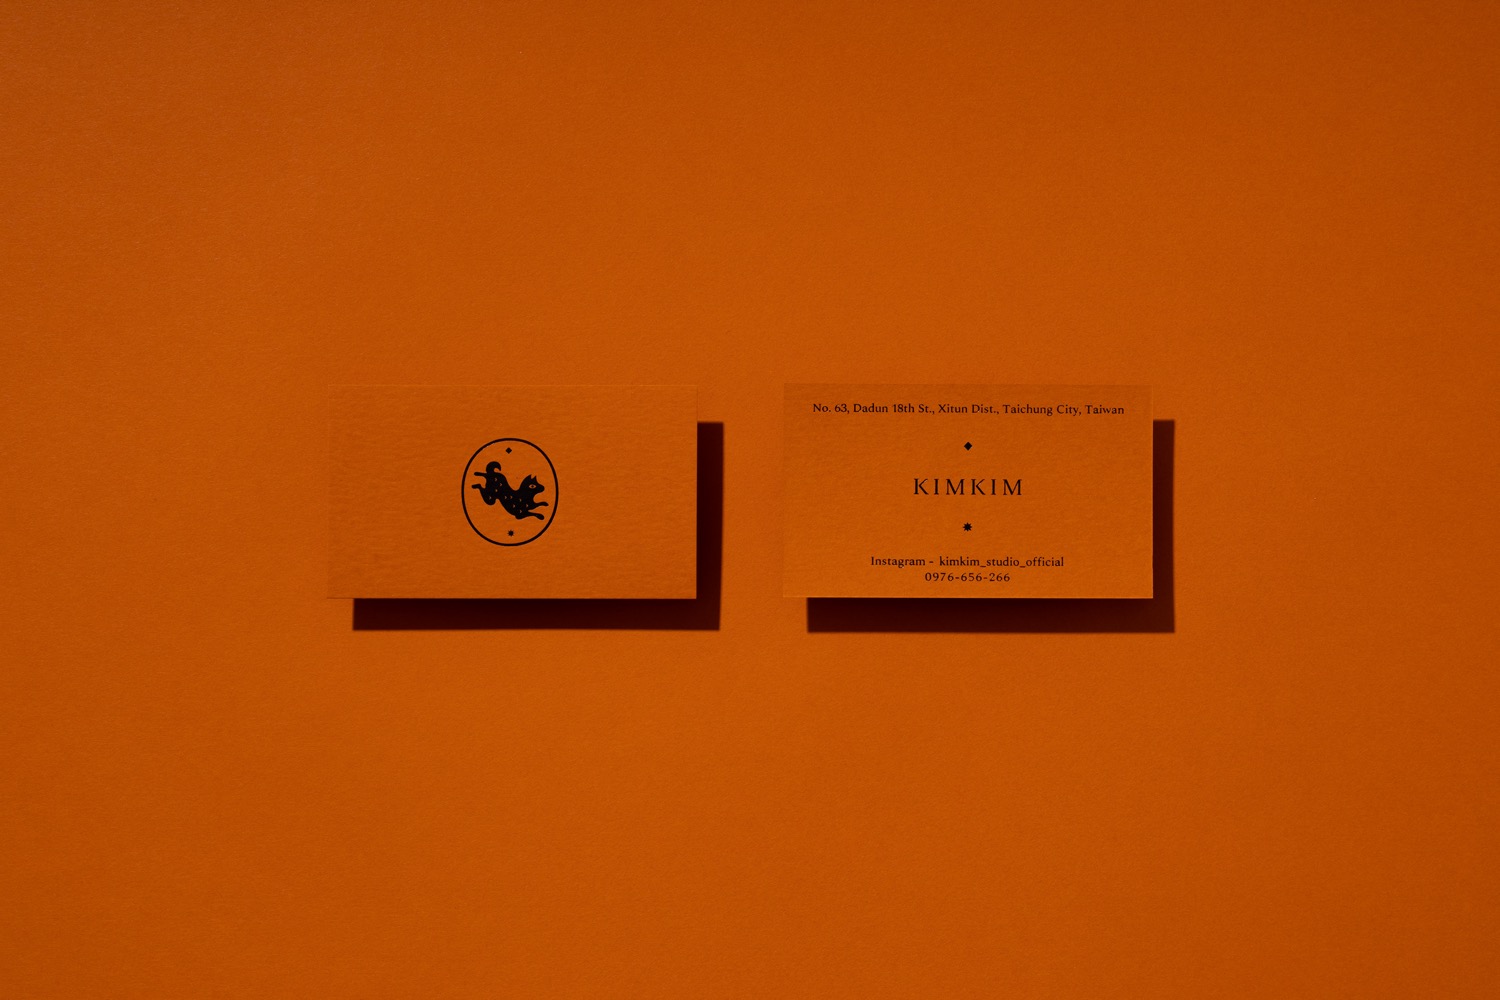 No. 63, Dadun 18th St., Xitun Dist., Taichung City, Taiwan
KIMKIM
Instagram - kimkim_studio_official
0976-656-266